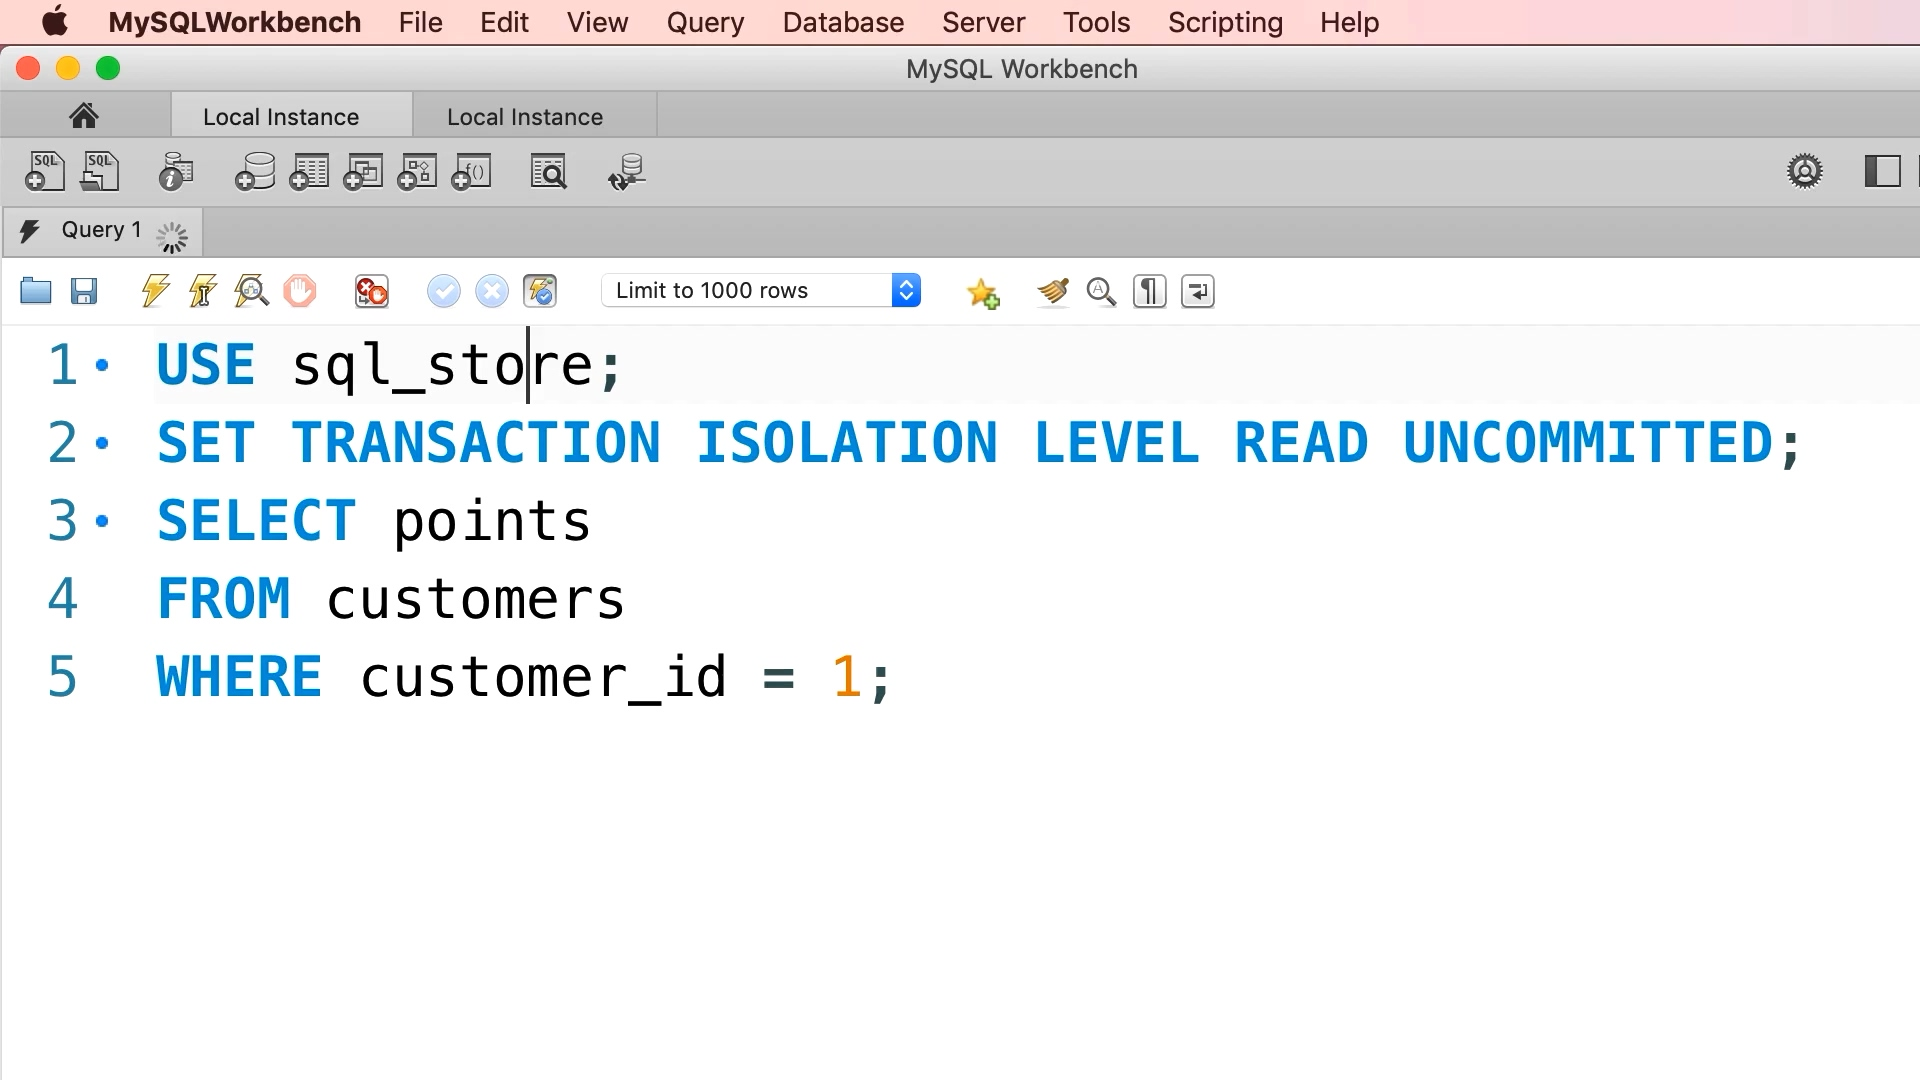 MySQLWorkbench File Edit View Query Database Server Tools Scripting Help
MySQL Workbench
Local Instance Local Instance
SQL SQL f()
Query 1
Limit to 1000 rows
1 USE sql_store;
2 SET TRANSACTION ISOLATION LEVEL READ UNCOMMITTED;
3 SELECT points
4 FROM customers
5 WHERE customer_id = 1;